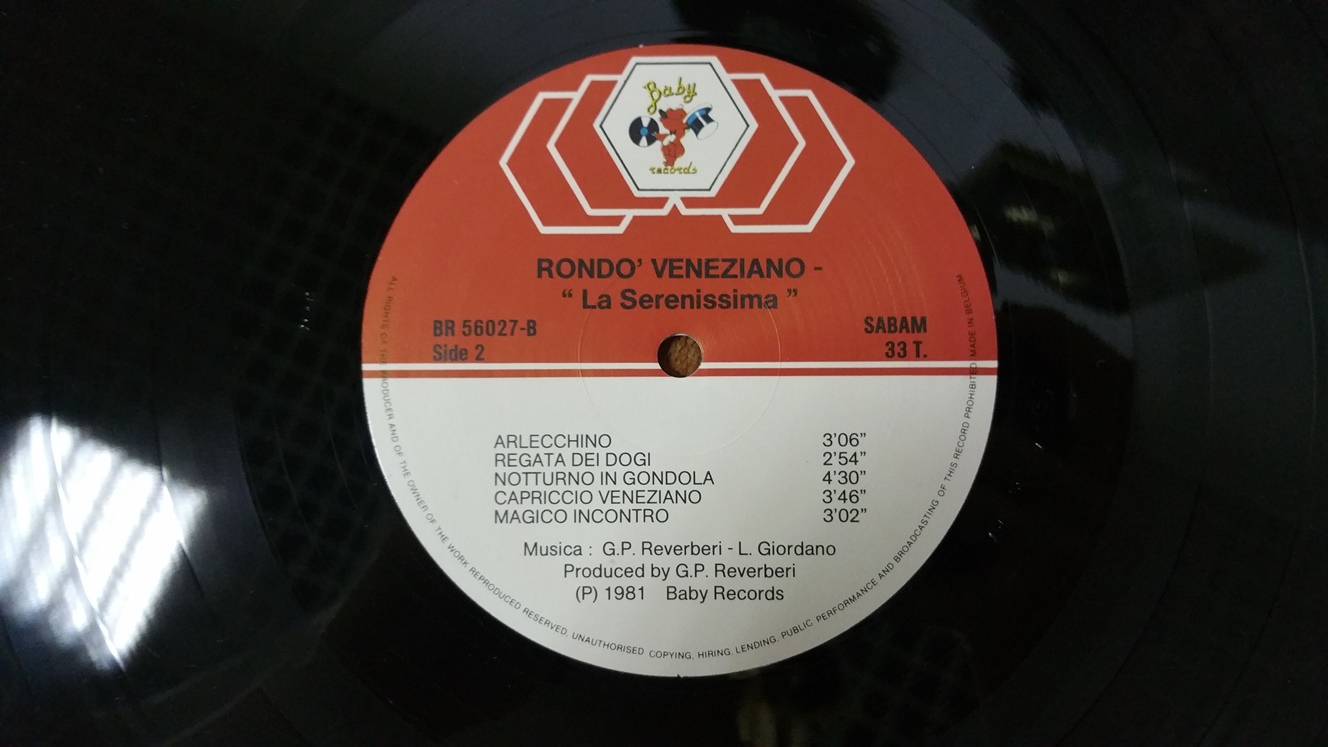 Baby
records
RONDO' VENEZIANO -
“ La Serenissima ”
BR 56027-B
Side 2
SABAM
33 T.
ARLECCHINO 3’06”
REGATA DEI DOGI 2’54”
NOTTURNO IN GONDOLA 4’30”
CAPRICCIO VENEZIANO 3’46”
MAGICO INCONTRO 3’02”
Musica : G.P. Reverberi - L. Giordano
Produced by G.P. Reverberi
(P) 1981 Baby Records
ALL RIGHTS OF THE PRODUCER AND OF THE OWNER OF THE WORK REPRODUCED RESERVED. UNAUTHORISED COPYING, HIRING, LENDING, PUBLIC PERFORMANCE AND BROADCASTING OF THIS RECORD PROHIBITED MADE IN BELGIUM